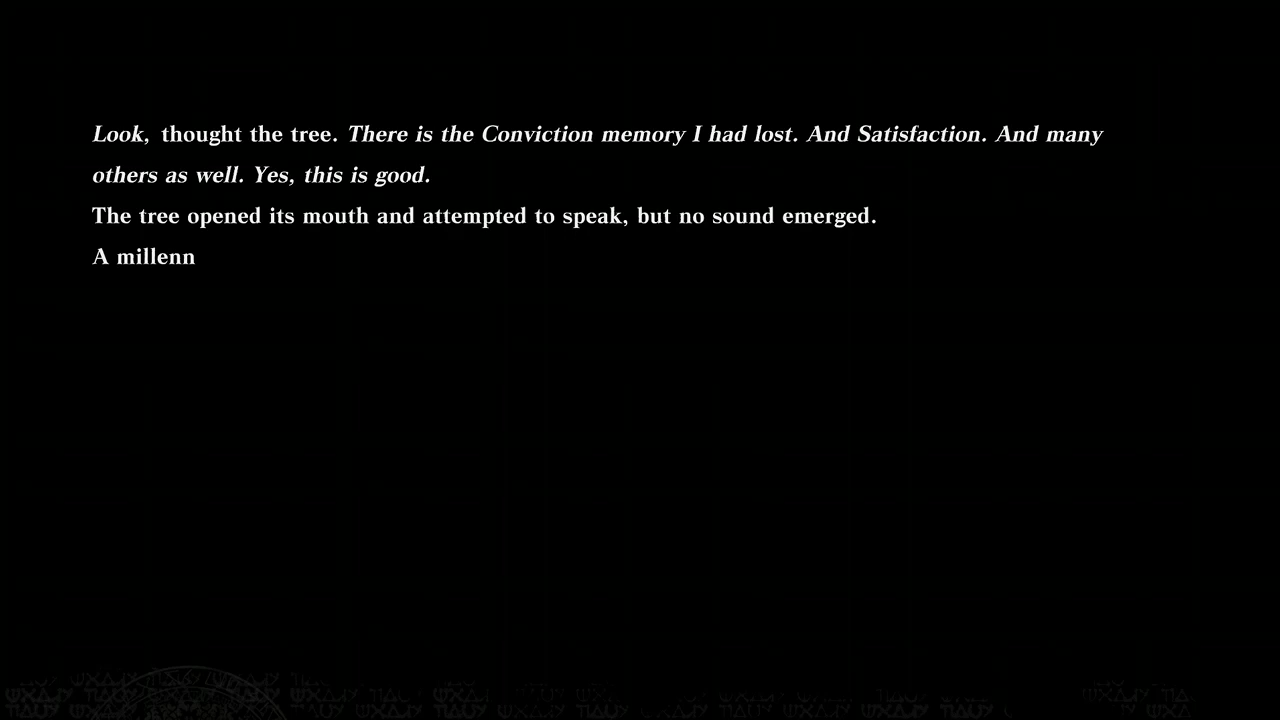 Look, thought the tree. There is the Conviction memory I had lost. And Satisfaction. And many
others as well. Yes, this is good.
The tree opened its mouth and attempted to speak, but no sound emerged.
A millenn